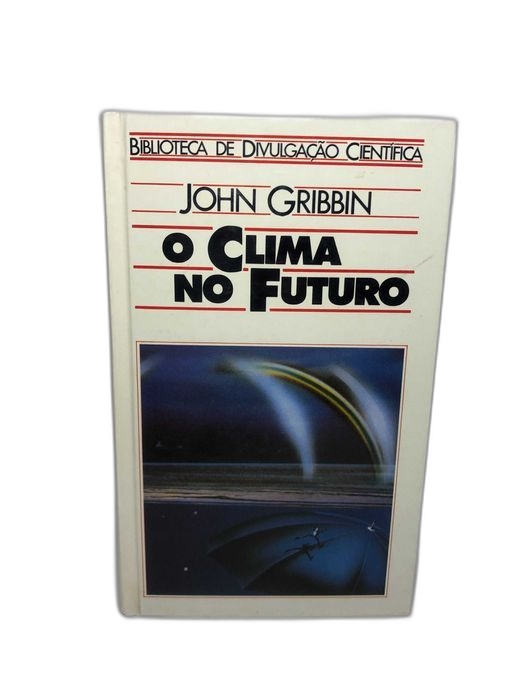 BIBLIOTECA DE DIVULGAÇÃO CIENTÍFICA
JOHN GRIBBIN
O CLIMA
NO FUTURO